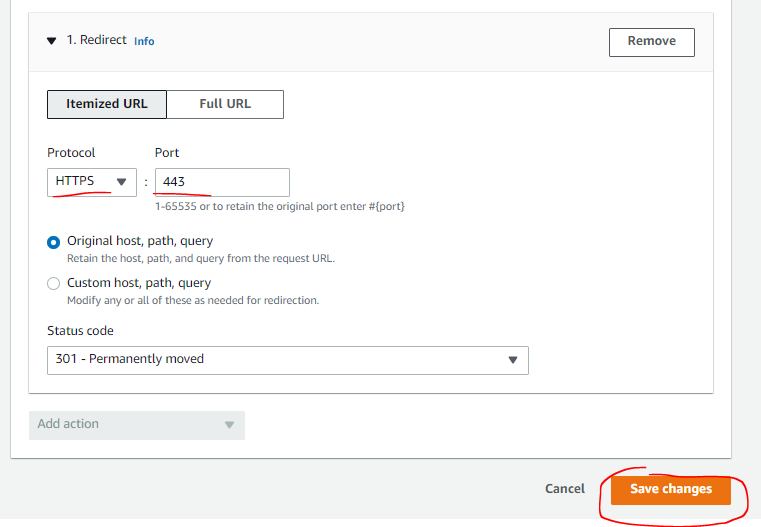 1. Redirect Info
Remove
Itemized URL Full URL
Protocol Port
HTTPS : 443
1-65535 or to retain the original port enter #{port}
Original host, path, query
Retain the host, path, and query from the request URL.
Custom host, path, query
Modify any or all of these as needed for redirection.
Status code
301 - Permanently moved
Add action
Cancel Save changes